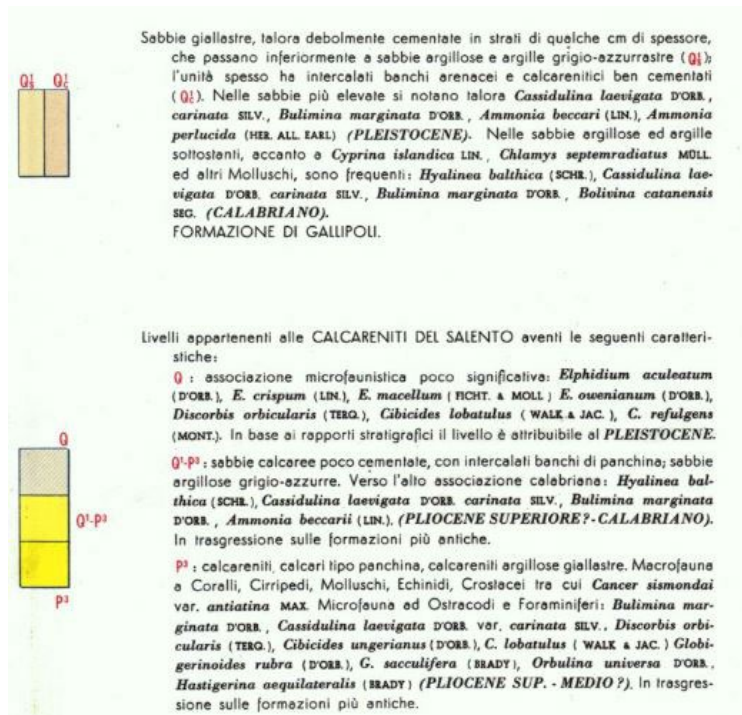 Sabbie giallastre, talora debolmente cementate in strati di qualche cm di spessore,
che passano inferiormente a sabbie argillose e argille grigio-azzurrastre (Q¹s);
l'unità spesso ha intercalati banchi arenacei e calcarenitici ben cementati
(Q¹c). Nelle sabbie più elevate si notano talora Cassidulina laevigata D'ORB.,
carinata SILV., Bulimina marginata D'ORB., Ammonia beccari (LIN.), Ammonia
perlucida (HER. ALL. EARL) (PLEISTOCENE). Nelle sabbie argillose ed argille
sottostanti, accanto a Cyprina islandica LIN., Chlamys septemradiatus MÜLL.
ed altri Molluschi, sono frequenti: Hyalinea balthica (SCHR.), Cassidulina lae-
vigata D'ORB. carinata SILV., Bulimina marginata D'ORB., Bolivina catanensis
SEG. (CALABRIANO).
FORMAZIONE DI GALLIPOLI.
Q¹s Q¹c
Livelli appartenenti alle CALCARENITI DEL SALENTO aventi le seguenti caratteri-
stiche:
Q : associazione microfaunistica poco significativa: Elphidium aculeatum
(D'ORB.), E. crispum (LIN.), E. macellum (FICHT. & MOLL) E. owenianum (D'ORB.),
Discorbis orbicularis (TERQ.), Cibicides lobatulus (WALK & JAC.), C. refulgens
(MONT.). In base ai rapporti stratigrafici il livello è attribuibile al PLEISTOCENE.
Q¹-P³ : sabbie calcaree poco cementate, con intercalati banchi di panchina; sabbie
argillose grigio-azzurre. Verso l'alto associazione calabriana: Hyalinea bal-
thica (SCHR.), Cassidulina laevigata D'ORB. carinata SILV., Bulimina marginata
D'ORB., Ammonia beccarii (LIN.). (PLIOCENE SUPERIORE?-CALABRIANO).
In trasgressione sulle formazioni più antiche.
P³ : calcareniti, calcari tipo panchina, calcareniti argillose giallastre. Macrofauna
a Coralli, Cirripedi, Molluschi, Echinidi, Crostacei tra cui Cancer sismondai
var. antiatina MAX. Microfauna ad Ostracodi e Foraminiferi: Bulimina mar-
ginata D'ORB., Cassidulina laevigata D'ORB. var. carinata SILV., Discorbis orbi-
cularis (TERQ.), Cibicides ungerianus (D'ORB.), C. lobatulus (WALK & JAC.) Globi-
gerinoides rubra (D'ORB.), G. sacculifera (BRADY), Orbulina universa D'ORB.,
Hastigerina aequilateralis (BRADY) (PLIOCENE SUP. - MEDIO?). In trasgres-
sione sulle formazioni più antiche.
Q
Q¹-P³
P³